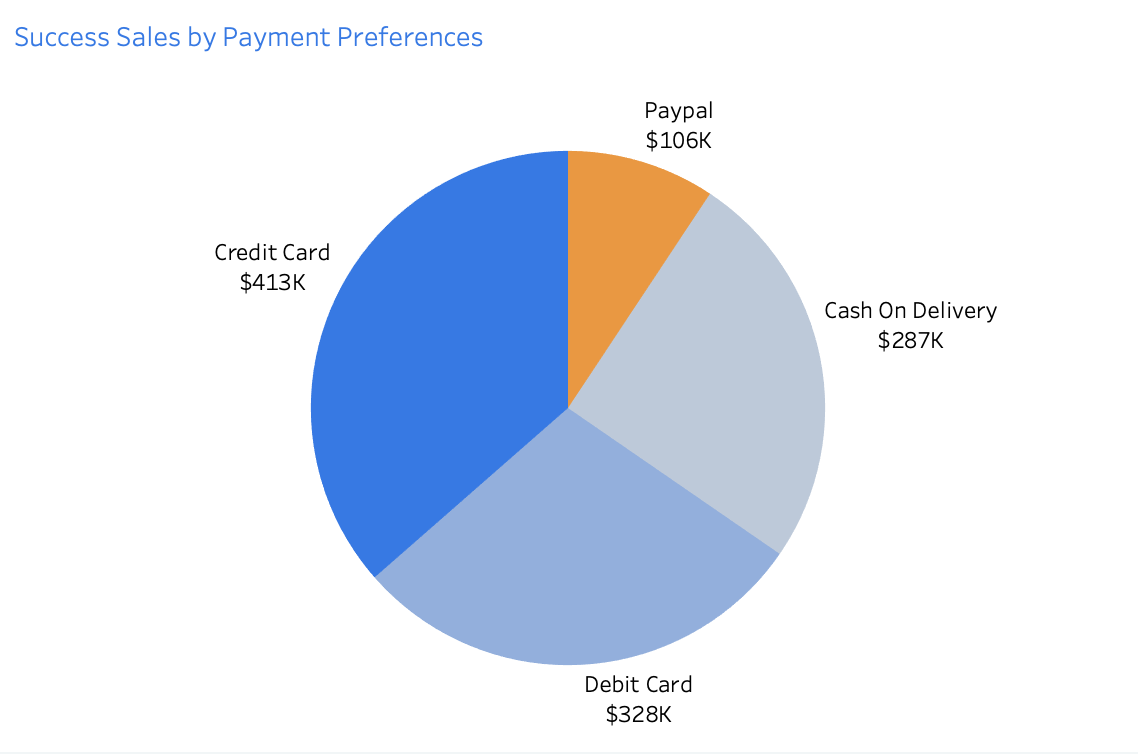 Success Sales by Payment Preferences
Paypal
$106K
Credit Card
$413K
Cash On Delivery
$287K
Debit Card
$328K